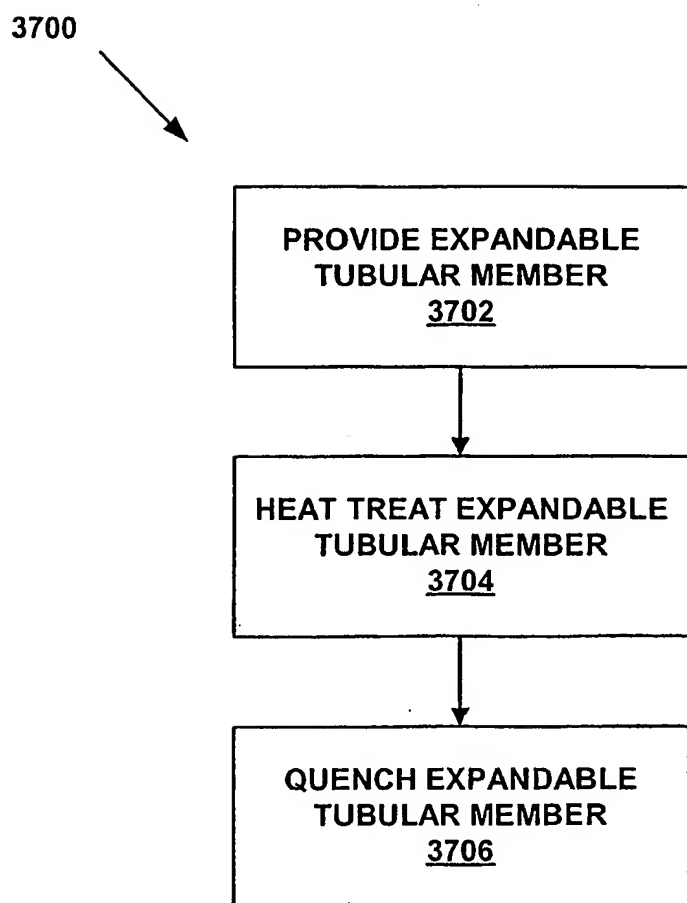 3700
PROVIDE EXPANDABLE
TUBULAR MEMBER
3702
HEAT TREAT EXPANDABLE
TUBULAR MEMBER
3704
QUENCH EXPANDABLE
TUBULAR MEMBER
3706